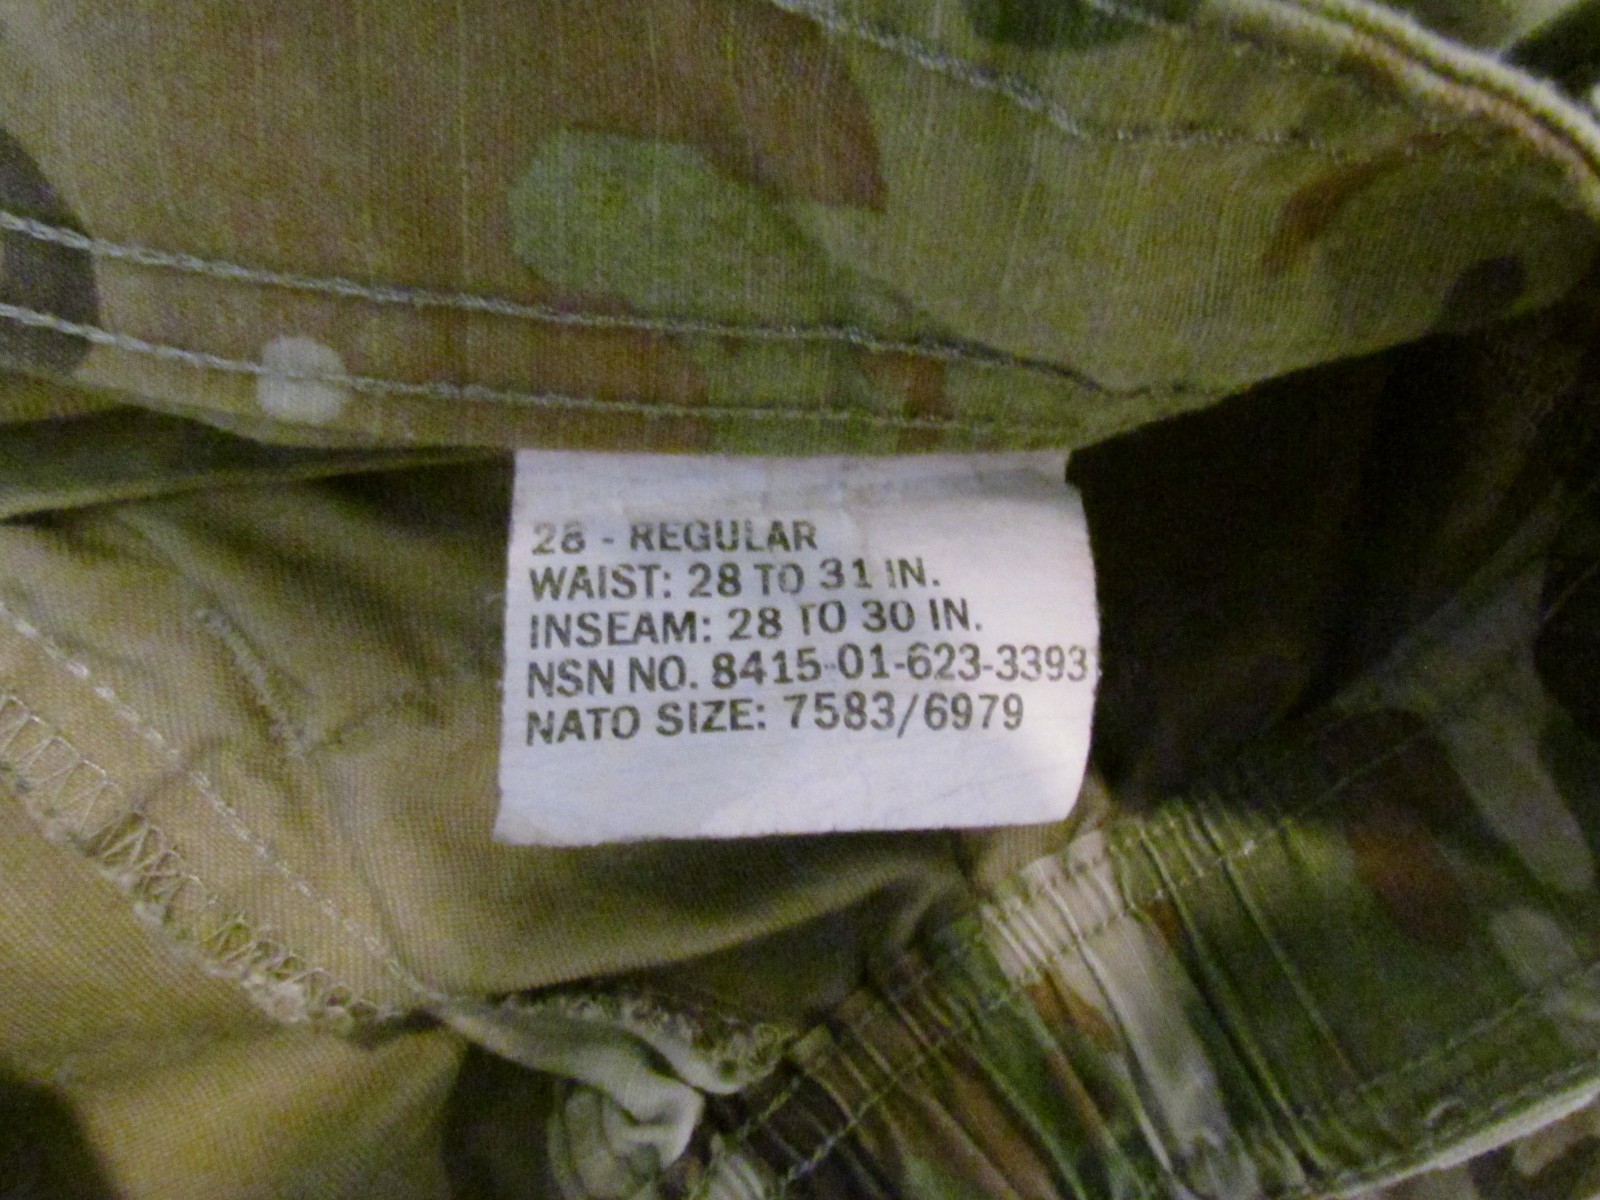 28 - REGULAR
WAIST: 28 TO 31 IN.
INSEAM: 28 TO 30 IN.
NSN NO. 8415-01-623-3393
NATO SIZE: 7583/6979